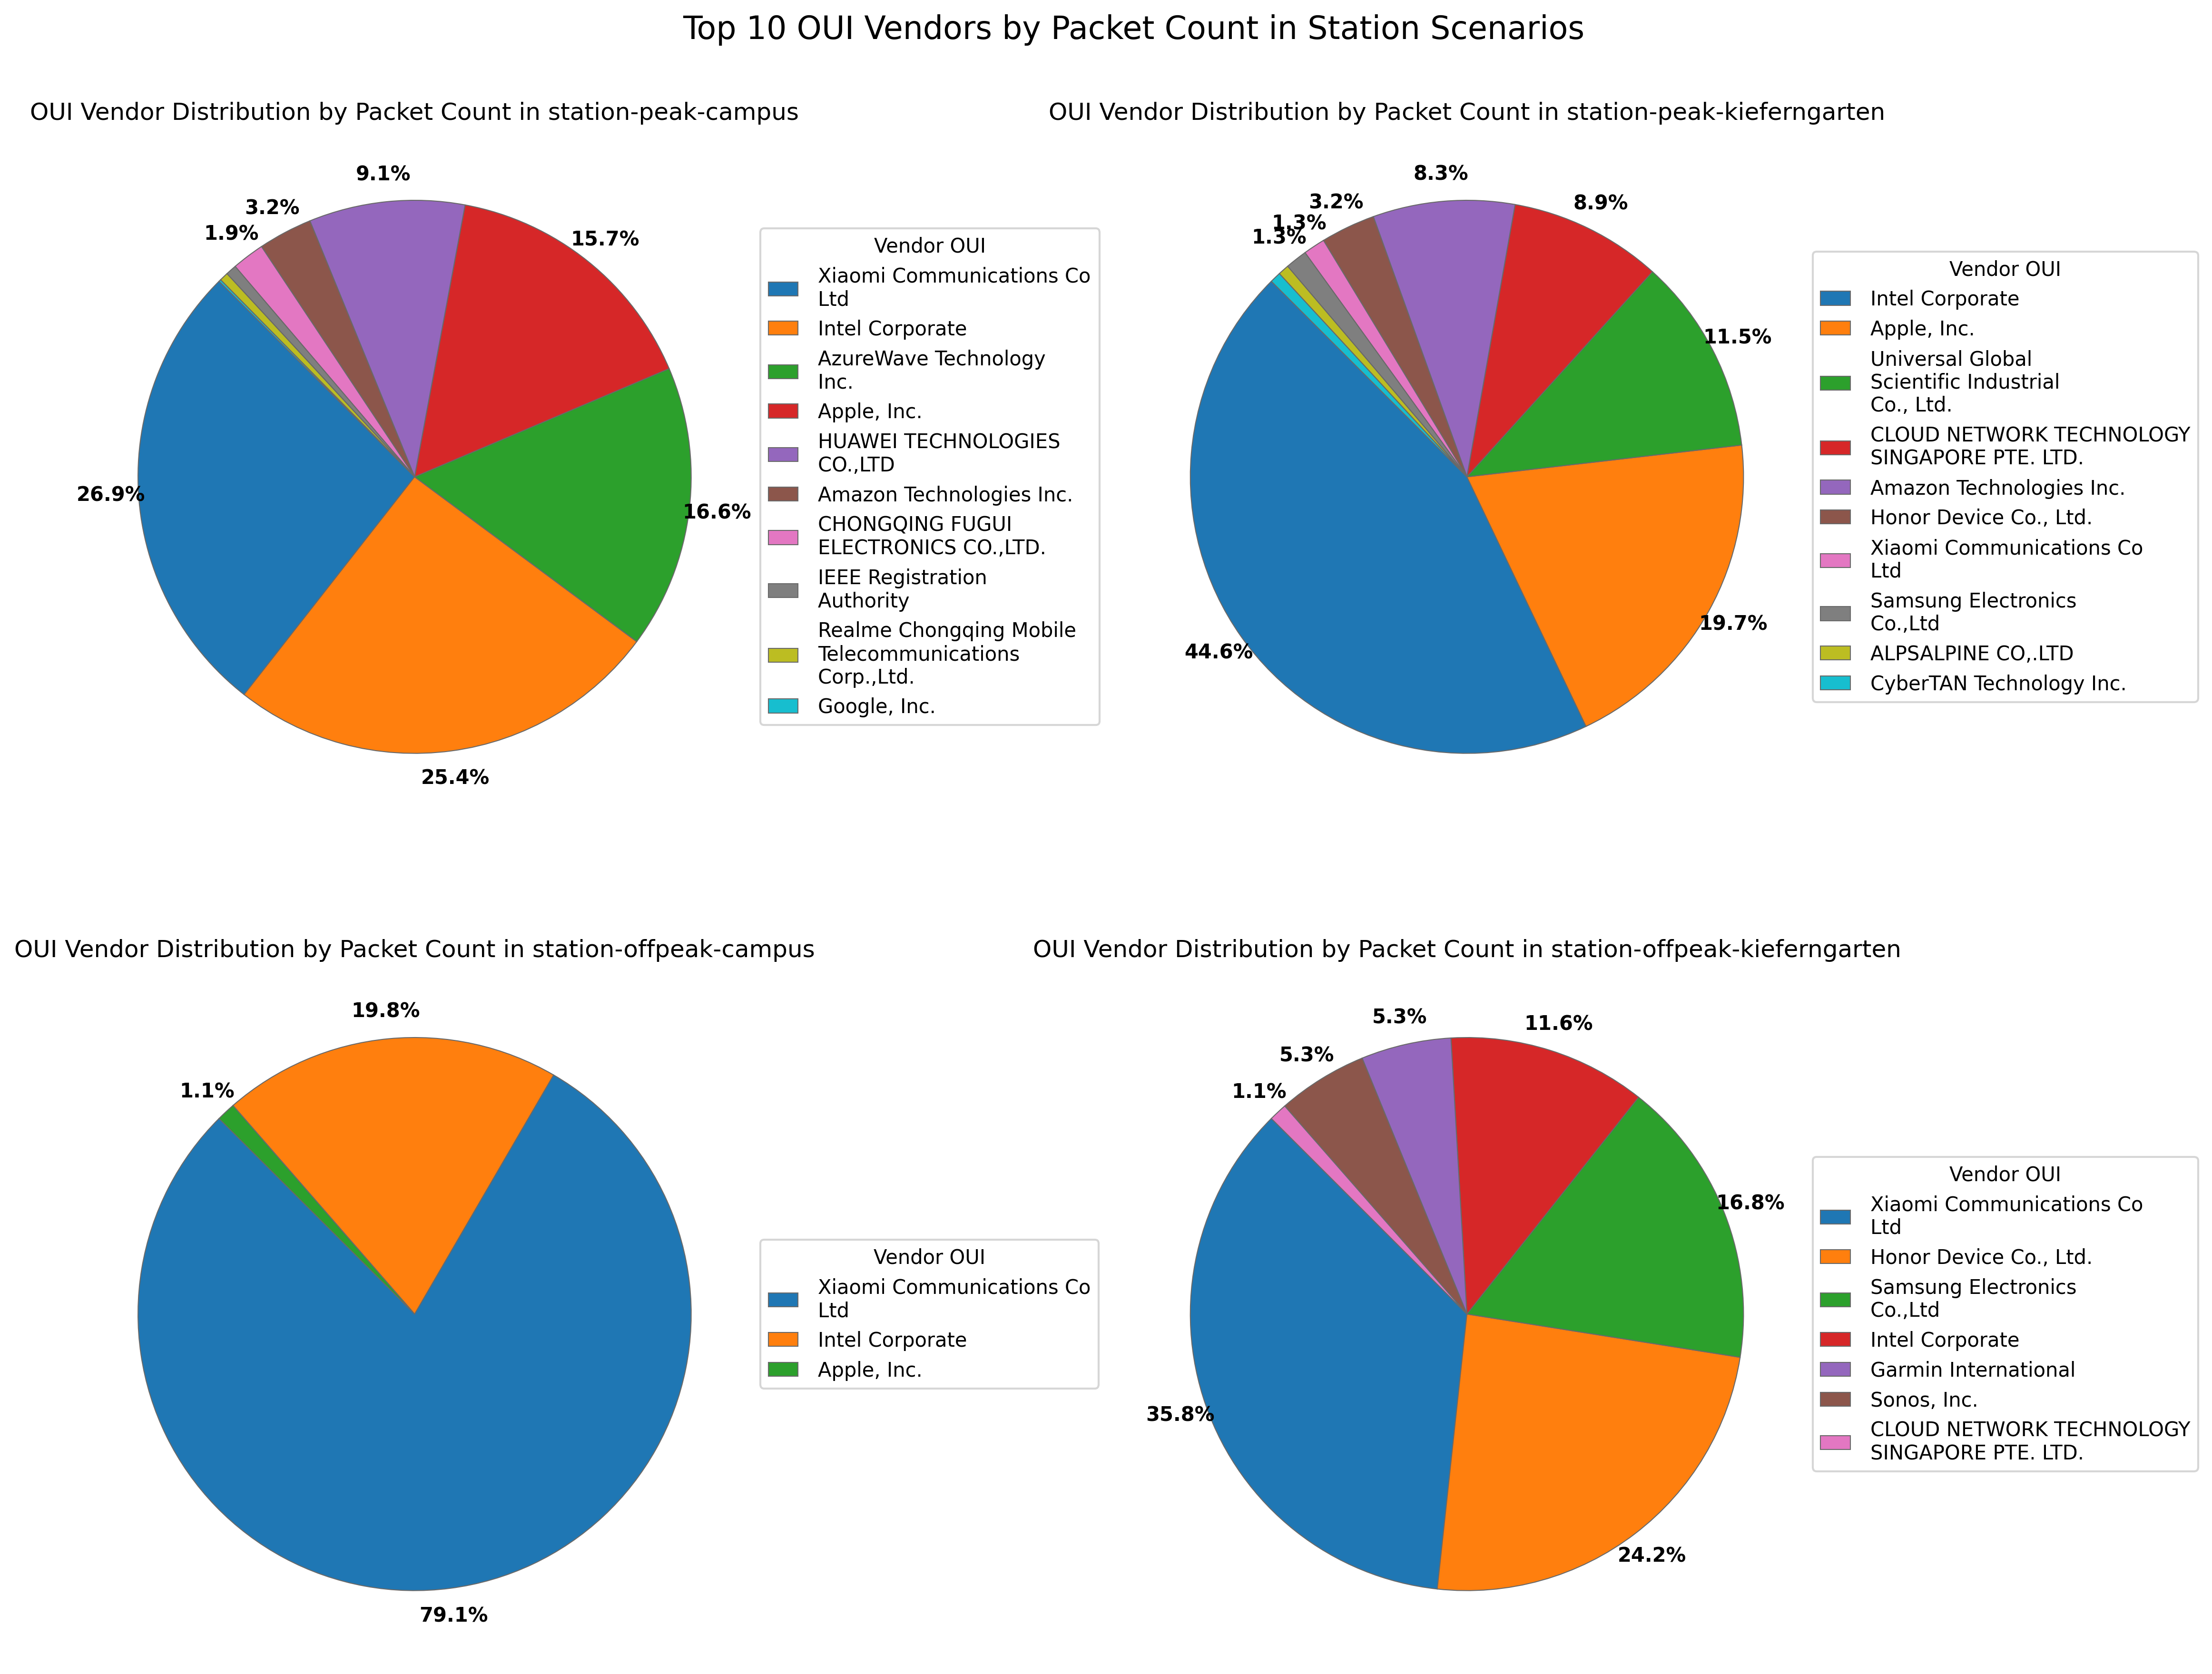 Top 10 OUI Vendors by Packet Count in Station Scenarios
OUI Vendor Distribution by Packet Count in station-peak-campus
9.1%
3.2%
1.9%
15.7%
26.9%
16.6%
25.4%
Vendor OUI
Xiaomi Communications Co
Ltd
Intel Corporate
AzureWave Technology
Inc.
Apple, Inc.
HUAWEI TECHNOLOGIES
CO.,LTD
Amazon Technologies Inc.
CHONGQING FUGUI
ELECTRONICS CO.,LTD.
IEEE Registration
Authority
Realme Chongqing Mobile
Telecommunications
Corp.,Ltd.
Google, Inc.
OUI Vendor Distribution by Packet Count in station-peak-kieferngarten
8.3%
3.2%
8.9%
1.3%
1.3%
11.5%
19.7%
44.6%
Vendor OUI
Intel Corporate
Apple, Inc.
Universal Global
Scientific Industrial
Co., Ltd.
CLOUD NETWORK TECHNOLOGY
SINGAPORE PTE. LTD.
Amazon Technologies Inc.
Honor Device Co., Ltd.
Xiaomi Communications Co
Ltd
Samsung Electronics
Co.,Ltd
ALPSALPINE CO,.LTD
CyberTAN Technology Inc.
OUI Vendor Distribution by Packet Count in station-offpeak-campus
19.8%
1.1%
79.1%
Vendor OUI
Xiaomi Communications Co
Ltd
Intel Corporate
Apple, Inc.
OUI Vendor Distribution by Packet Count in station-offpeak-kieferngarten
5.3%
11.6%
5.3%
1.1%
16.8%
35.8%
24.2%
Vendor OUI
Xiaomi Communications Co
Ltd
Honor Device Co., Ltd.
Samsung Electronics
Co.,Ltd
Intel Corporate
Garmin International
Sonos, Inc.
CLOUD NETWORK TECHNOLOGY
SINGAPORE PTE. LTD.